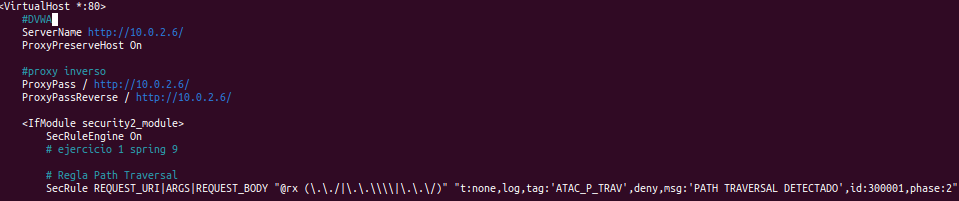 <VirtualHost *:80>
#DVWA
ServerName http://10.0.2.6/
ProxyPreserveHost On
#proxy inverso
ProxyPass / http://10.0.2.6/
ProxyPassReverse / http://10.0.2.6/
<IfModule security2_module>
SecRuleEngine On
# ejercicio 1 spring 9
# Regla Path Traversal
SecRule REQUEST_URI|ARGS|REQUEST_BODY "@rx (\.\./|\.\.\\\\|\.\.\/)" "t:none,log,tag:'ATAC_P_TRAV',deny,msg:'PATH TRAVERSAL DETECTADO',id:300001,phase:2"